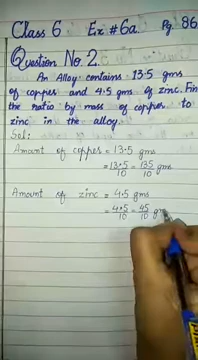 Class 6 Ex # 6a. Pg. 86
Question No. 2.
An Alloy contains 13.5 gms
of copper and 4.5 gms of zinc. Fin
the ratio by mass of copper to
zinc in the alloy.
Sol:
Amount of copper = 13.5 gms
= 13.5/10 = 135/10 gms
Amount of zinc = 4.5 gms
= 4.5/10 = 45/10 g